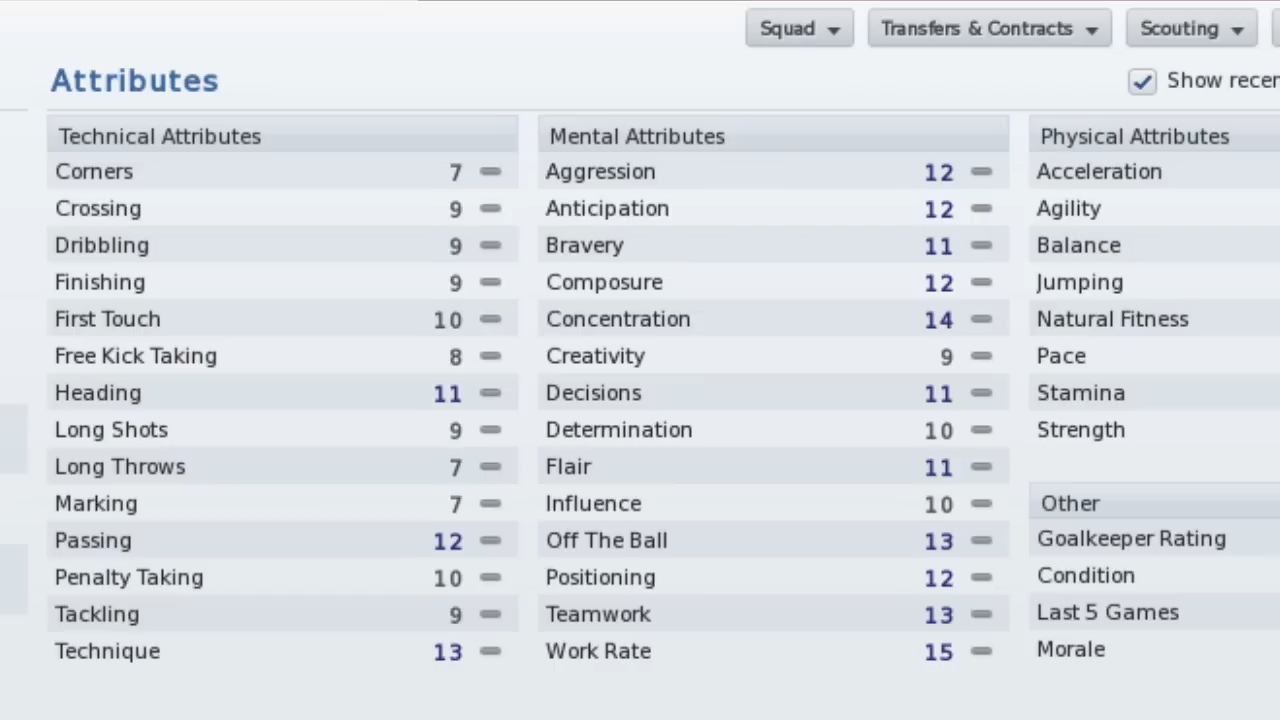 Squad Transfers & Contracts Scouting
Attributes Show recen
Technical Attributes Mental Attributes Physical Attributes
Corners 7 Aggression 12 Acceleration
Crossing 9 Anticipation 12 Agility
Dribbling 9 Bravery 11 Balance
Finishing 9 Composure 12 Jumping
First Touch 10 Concentration 14 Natural Fitness
Free Kick Taking 8 Creativity 9 Pace
Heading 11 Decisions 11 Stamina
Long Shots 9 Determination 10 Strength
Long Throws 7 Flair 11
Marking 7 Influence 10 Other
Passing 12 Off The Ball 13 Goalkeeper Rating
Penalty Taking 10 Positioning 12 Condition
Tackling 9 Teamwork 13 Last 5 Games
Technique 13 Work Rate 15 Morale